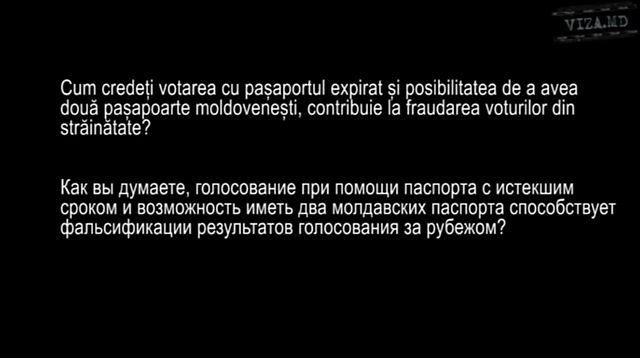 VIZA.MD
Cum credeți votarea cu pașaportul expirat și posibilitatea de a avea
două pașapoarte moldovenești, contribuie la fraudarea voturilor din
străinătate?
Как вы думаете, голосование при помощи паспорта с истекшим
сроком и возможность иметь два молдавских паспорта способствует
фальсификации результатов голосования за рубежом?